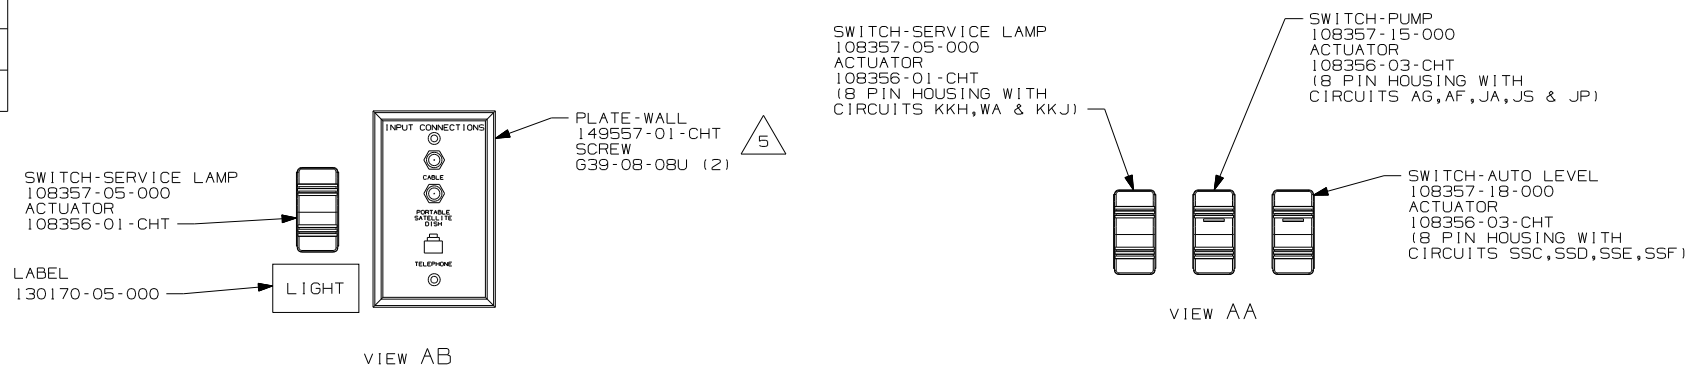 SWITCH-SERVICE LAMP
108357-05-000
ACTUATOR
108356-01-CHT
LABEL
130170-05-000
LIGHT
INPUT CONNECTIONS
CABLE
PORTABLE
SATELLITE
DISH
TELEPHONE
PLATE-WALL
149557-01-CHT
SCREW
G39-08-08U (2)
5
VIEW AB
SWITCH-SERVICE LAMP
108357-05-000
ACTUATOR
108356-01-CHT
(8 PIN HOUSING WITH
CIRCUITS KKH,WA & KKJ)
SWITCH-PUMP
108357-15-000
ACTUATOR
108356-03-CHT
(8 PIN HOUSING WITH
CIRCUITS AG,AF,JA,JS & JP)
SWITCH-AUTO LEVEL
108357-18-000
ACTUATOR
108356-03-CHT
(8 PIN HOUSING WITH
CIRCUITS SSC,SSD,SSE,SSF)
VIEW AA